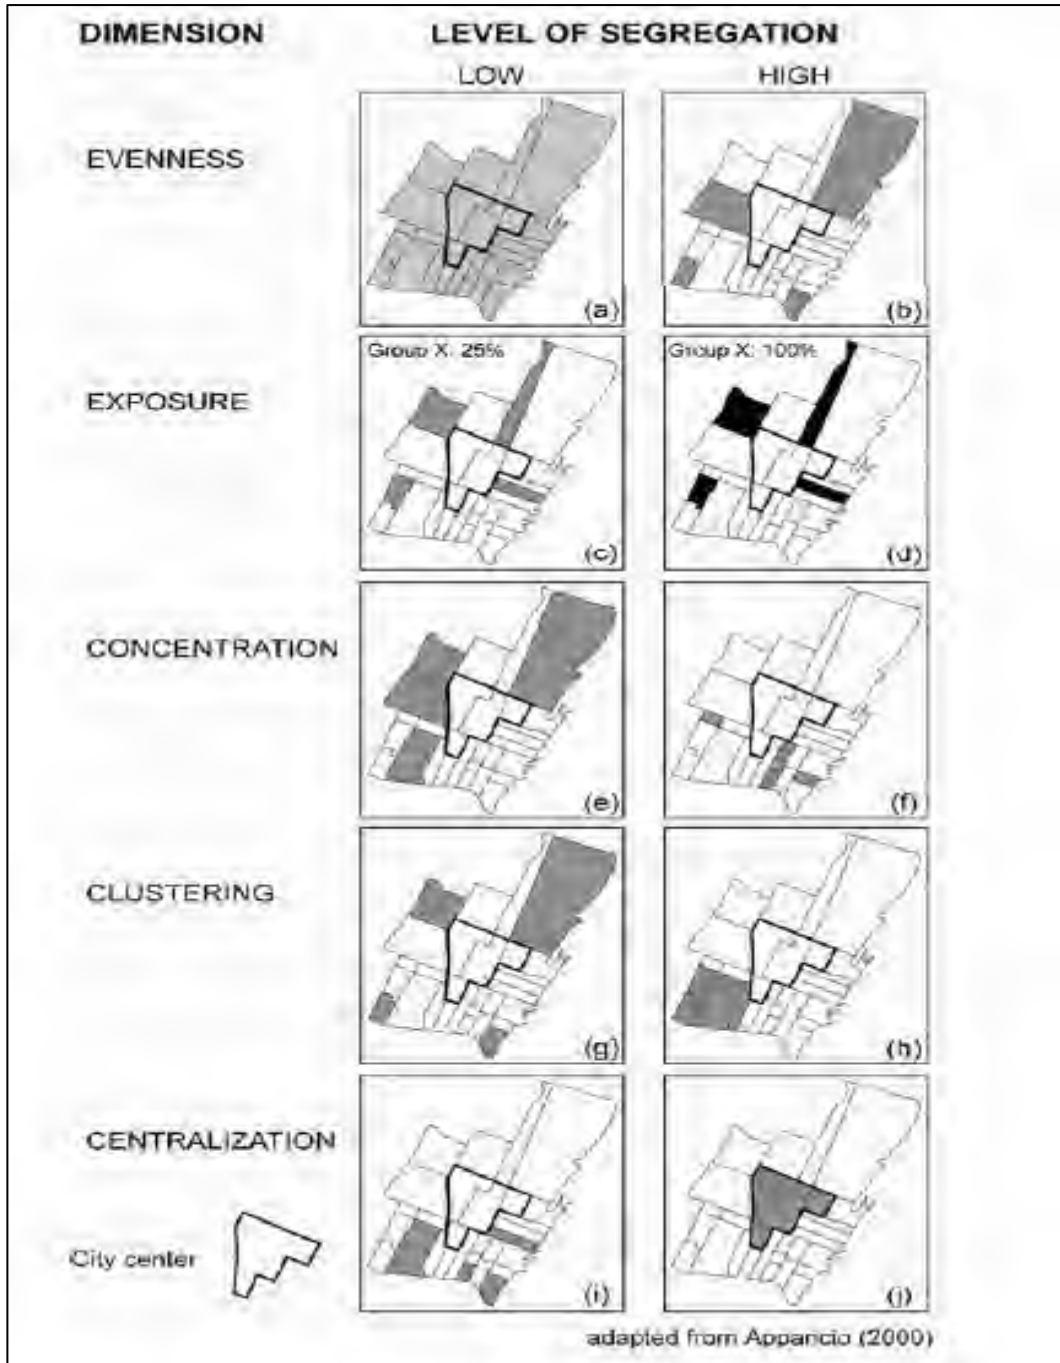 DIMENSION LEVEL OF SEGREGATION
LOW HIGH
EVENNESS
(a) (b)
Group X: 25% Group X: 100%
EXPOSURE
(c) (d)
CONCENTRATION
(e) (f)
CLUSTERING
(g) (h)
CENTRALIZATION
City center
(i) (j)
adapted from Apparicio (2000)